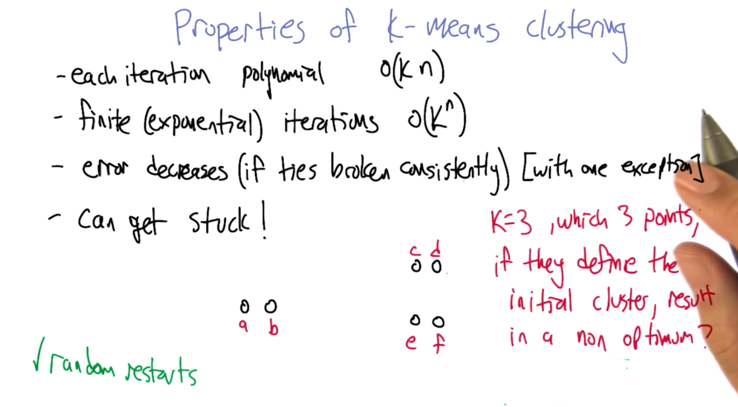 Properties of k-means clustering
- each iteration polynomial O(kn)
- finite (exponential) iterations O(kⁿ)
- error decreases (if ties broken consistently) [with one exception]
- can get stuck!
K=3, which 3 points,
c d
if they define the
initial cluster, result
a b
e f
in a non optimum?
√random restarts